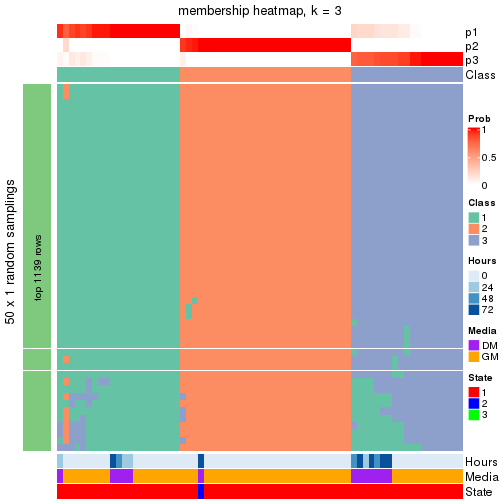 membership heatmap, k = 3
p1
p2
p3
Class
50 x 1 random samplings
top 1139 rows
Prob
1
0.5
0
Class
1
2
3
Hours
0
24
48
72
Media
DM
GM
State
1
2
3
Hours
Media
State